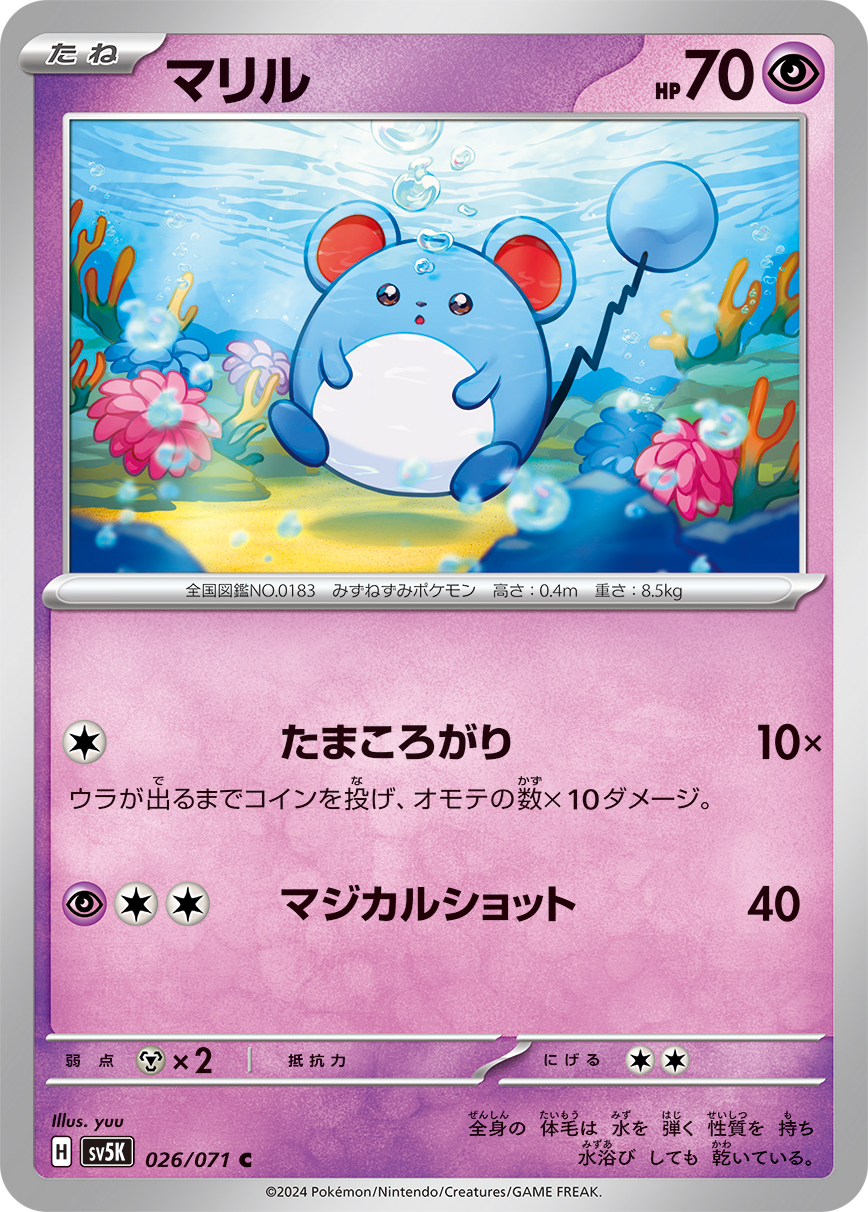 たね マリル HP70
全国図鑑NO.0183 みずねずみポケモン 高さ：0.4m 重さ：8.5kg
たまころがり 10×
ウラが出るまでコインを投げ、オモテの数×10ダメージ。
マジカルショット 40
弱点 ×2 抵抗力 にげる
Illus. yuu
H sv5K 026/071 C
全身の 体毛は 水を 弾く 性質を 持ち
水浴び しても 乾いている。
©2024 Pokémon/Nintendo/Creatures/GAME FREAK.